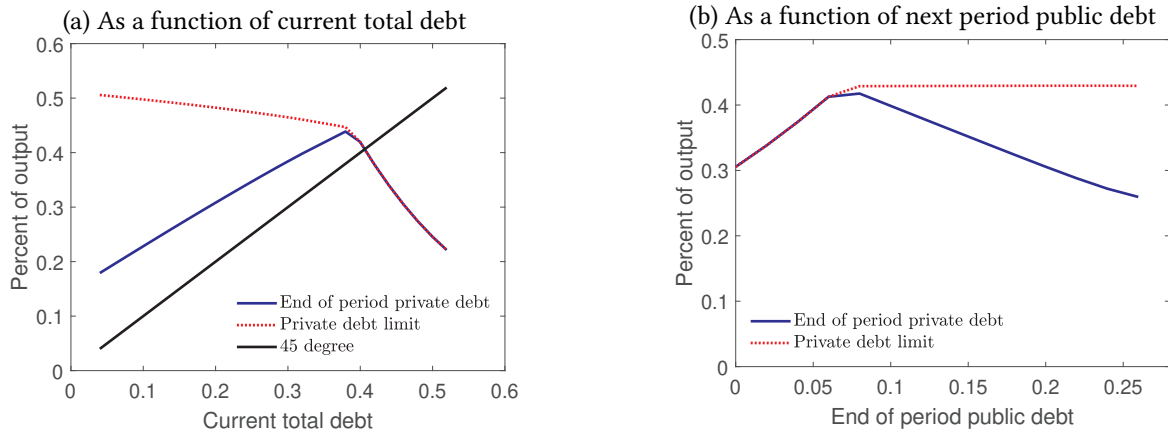 (a) As a function of current total debt
0.6
0.5
0.4
0.3
0.2
0.1
0
Percent of output
End of period private debt
Private debt limit
45 degree
0 0.1 0.2 0.3 0.4 0.5 0.6
Current total debt
(b) As a function of next period public debt
0.5
0.4
0.3
0.2
0.1
0
Percent of output
End of period private debt
Private debt limit
0 0.05 0.1 0.15 0.2 0.25
End of period public debt